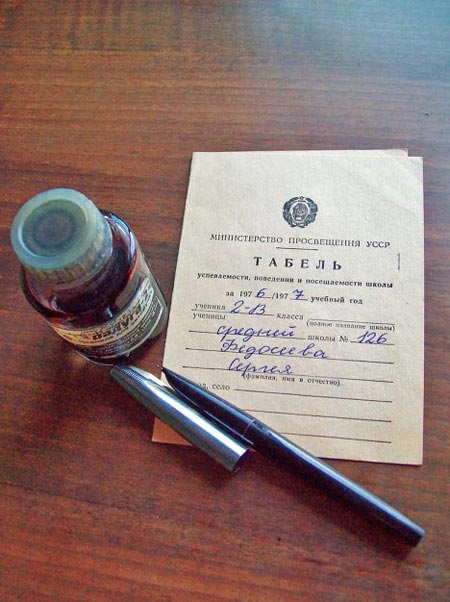 МИНИСТЕРСТВО ПРОСВЕЩЕНИЯ УССР
ТАБЕЛЬ
успеваемости, поведения и посещаемости школы
за 1976/1977 учебный год
ученика 2-В класса
ученицы (полное название школы)
средней школы № 126
Федосеева
Сергея
(фамилия, имя и отчество)
село